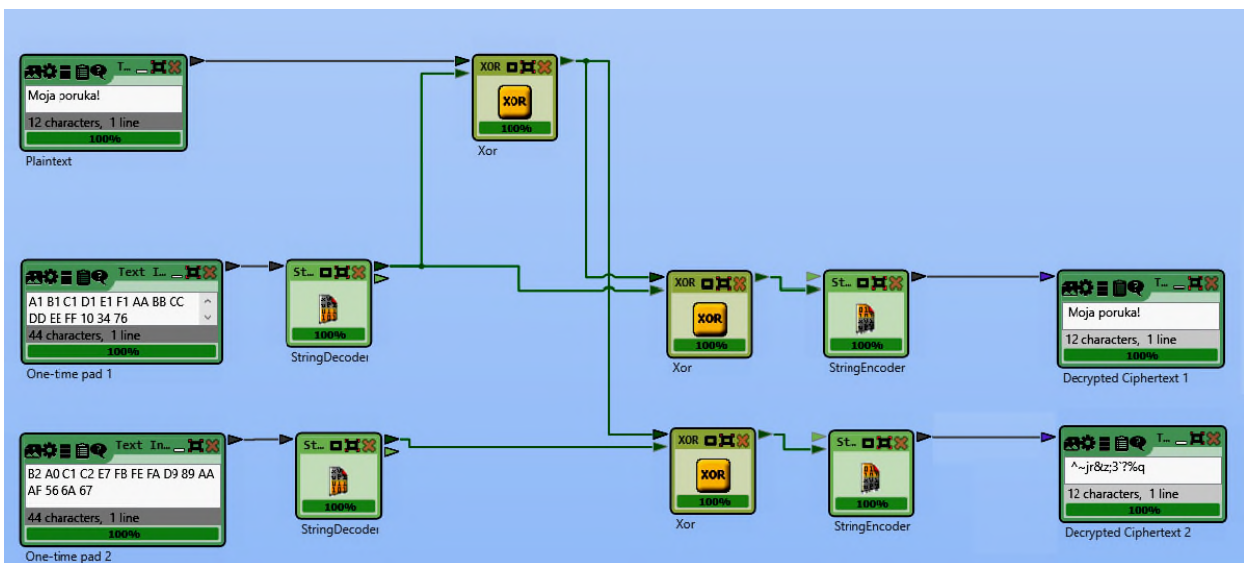 T...
Moja poruka!
12 characters, 1 line
100%
Plaintext
XOR
XOR
100%
Xor
Text I...
A1 B1 C1 D1 E1 F1 AA BB CC
DD EE FF 10 34 76
44 characters, 1 line
100%
One-time pad 1
St...
100%
StringDecoder
XOR
XOR
100%
Xor
St...
100%
StringEncoder
T...
Moja poruka!
12 characters, 1 line
100%
Decrypted Ciphertext 1
Text In...
B2 A0 C1 C2 E7 FB FE FA D9 89 AA
AF 56 6A 67
44 characters, 1 line
100%
One-time pad 2
St...
100%
StringDecoder
XOR
XOR
100%
Xor
St...
100%
StringEncoder
T...
^~jr&z;3`?%q
12 characters, 1 line
100%
Decrypted Ciphertext 2